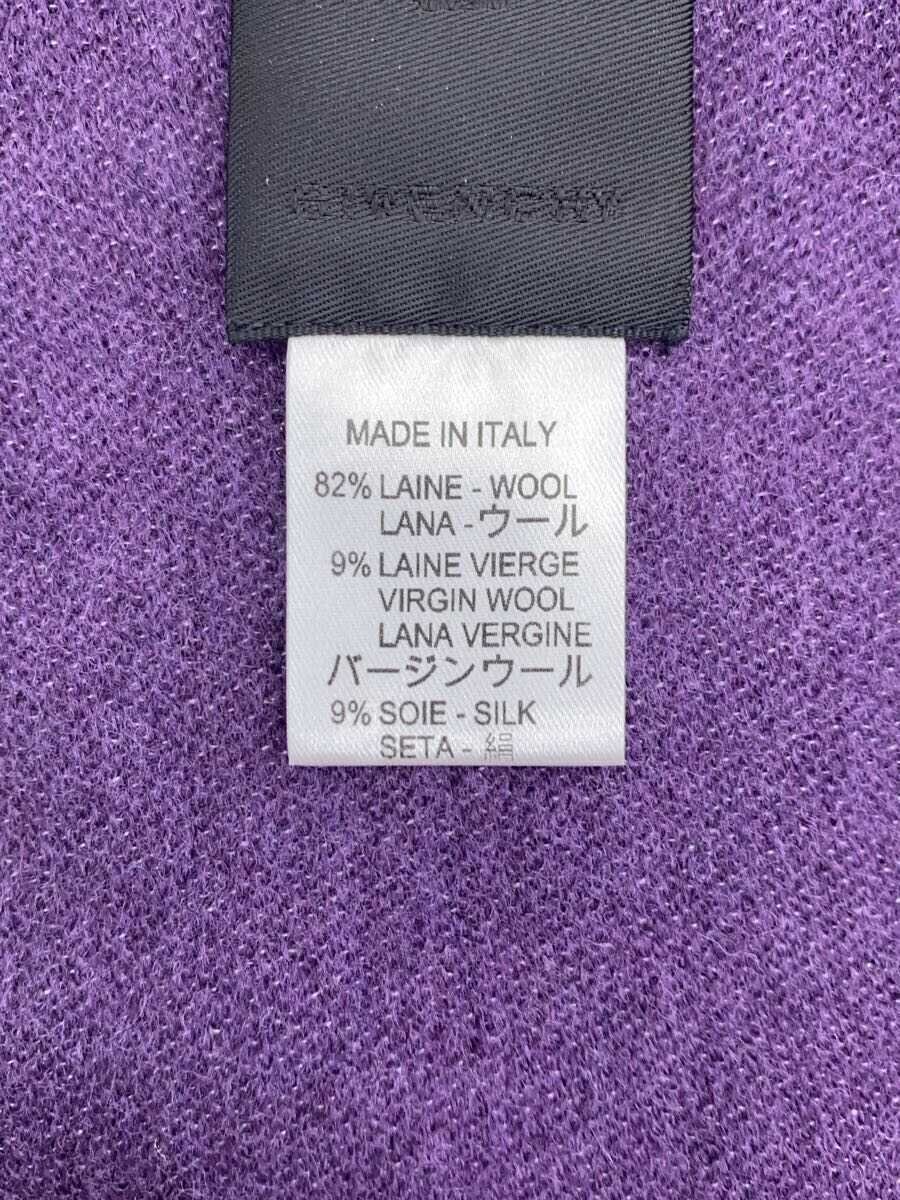 GIVENCHY
MADE IN ITALY
82% LAINE - WOOL
LANA - ウール
9% LAINE VIERGE
VIRGIN WOOL
LANA VERGINE
バージンウール
9% SOIE - SILK
SETA - 絹